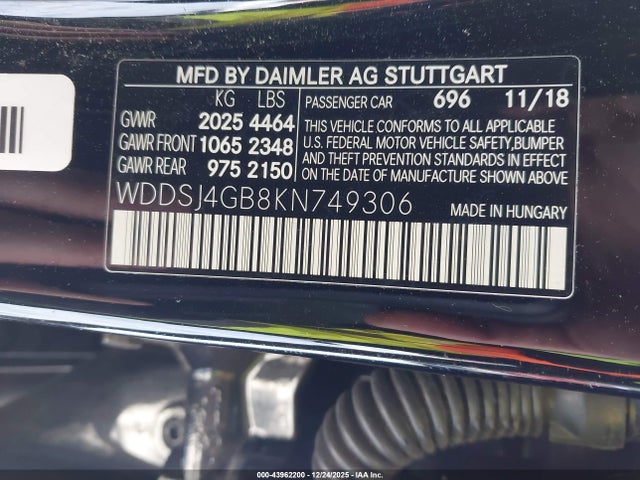 MFD BY DAIMLER AG STUTTGART
KG LBS
GVWR 2025 4464
GAWR FRONT 1065 2348
GAWR REAR 975 2150
PASSENGER CAR 696 11/18
THIS VEHICLE CONFORMS TO ALL APPLICABLE
U.S. FEDERAL MOTOR VEHICLE SAFETY,BUMPER
AND THEFT PREVENTION STANDARDS IN EFFECT
ON THE DATE OF MANUFACTURE SHOWN ABOVE
WDDSJ4GB8KN749306
MADE IN HUNGARY
000-43962200 - 12/24/2025 - IAA Inc.